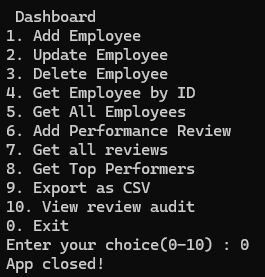 Dashboard
1. Add Employee
2. Update Employee
3. Delete Employee
4. Get Employee by ID
5. Get All Employees
6. Add Performance Review
7. Get all reviews
8. Get Top Performers
9. Export as CSV
10. View review audit
0. Exit
Enter your choice(0-10) : 0
App closed!